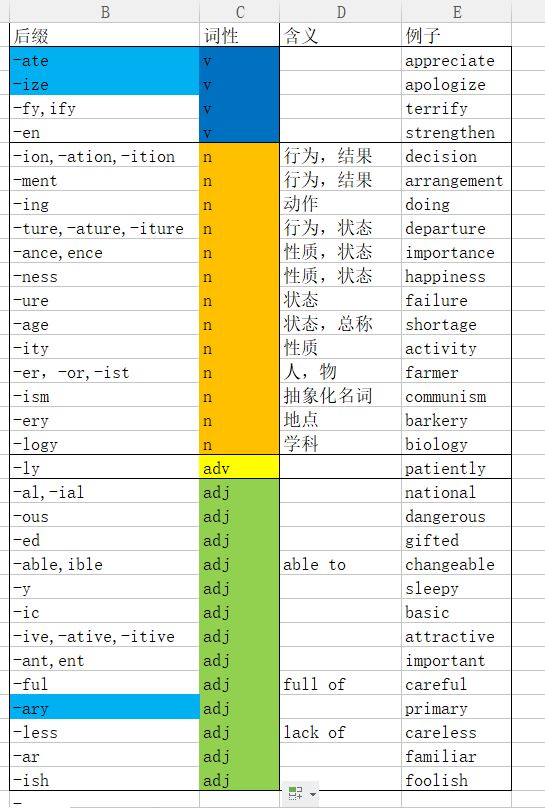 B C D E
后缀 词性 含义 例子
-ate v appreciate
-ize v apologize
-fy,ify v terrify
-en v strengthen
-ion,-ation,-ition n 行为，结果 decision
-ment n 行为，结果 arrangement
-ing n 动作 doing
-ture,-ature,-iture n 行为，状态 departure
-ance,ence n 性质，状态 importance
-ness n 性质，状态 happiness
-ure n 状态 failure
-age n 状态，总称 shortage
-ity n 性质 activity
-er，-or,-ist n 人，物 farmer
-ism n 抽象化名词 communism
-ery n 地点 barkery
-logy n 学科 biology
-ly adv patiently
-al,-ial adj national
-ous adj dangerous
-ed adj gifted
-able,ible adj able to changeable
-y adj sleepy
-ic adj basic
-ive,-ative,-itive adj attractive
-ant,ent adj important
-ful adj full of careful
-ary adj primary
-less adj lack of careless
-ar adj familiar
-ish adj foolish
-